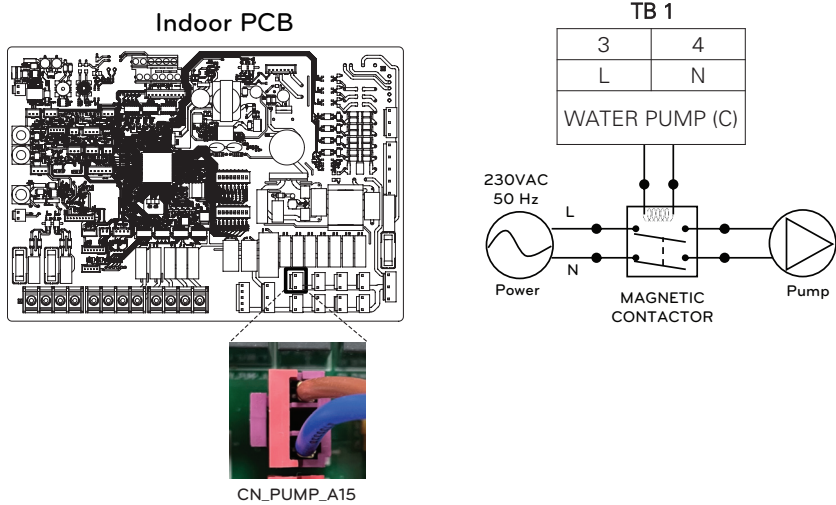 Indoor PCB
CN_PUMP_A15
TB 1
3 4
L N
WATER PUMP (C)
230VAC
50 Hz
L
N
Power
MAGNETIC
CONTACTOR
Pump